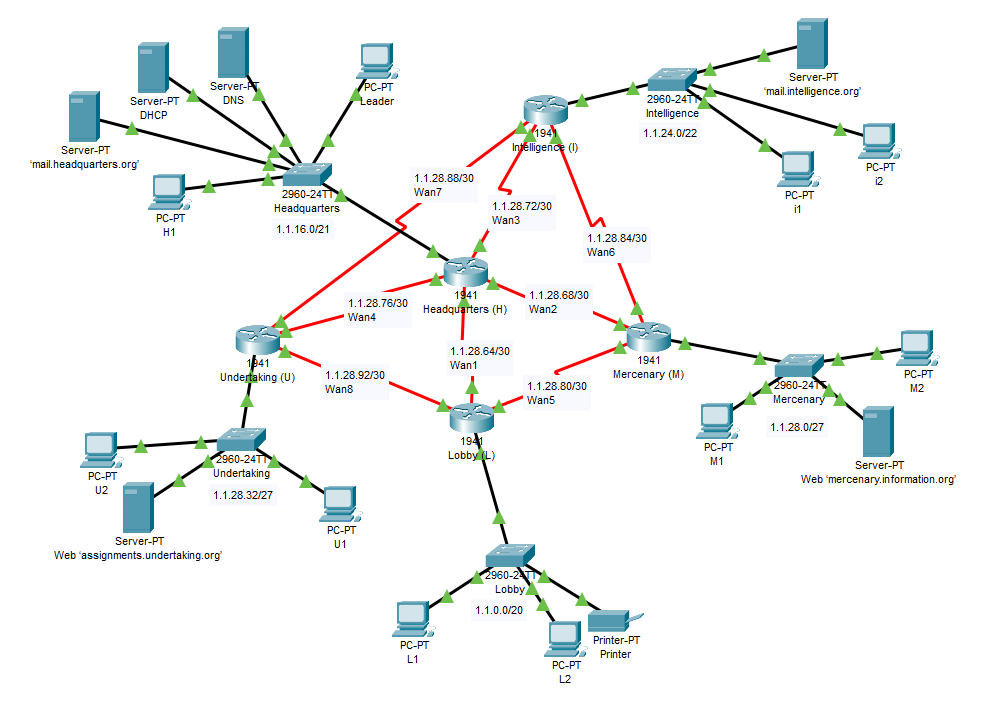 Server-PT
DNS
Server-PT
DHCP
Server-PT
‘mail.headquarters.org’
PC-PT
Leader
PC-PT
H1
2960-24TT
Headquarters
1.1.16.0/21
1941
Intelligence (I)
2960-24TT
Intelligence
1.1.24.0/22
Server-PT
‘mail.intelligence.org’
PC-PT
i2
PC-PT
i1
1.1.28.88/30
Wan7
1.1.28.72/30
Wan3
1.1.28.84/30
Wan6
1941
Headquarters (H)
1.1.28.76/30
Wan4
1.1.28.68/30
Wan2
1941
Undertaking (U)
1.1.28.64/30
Wan1
1941
Mercenary (M)
1.1.28.92/30
Wan8
1.1.28.80/30
Wan5
1941
Lobby (L)
2960-24TT
Mercenary
1.1.28.0/27
PC-PT
M2
PC-PT
M1
Server-PT
Web ‘mercenary.information.org’
2960-24TT
Undertaking
1.1.28.32/27
PC-PT
U2
Server-PT
Web ‘assignments.undertaking.org’
PC-PT
U1
2960-24TT
Lobby
1.1.0.0/20
PC-PT
L1
PC-PT
L2
Printer-PT
Printer